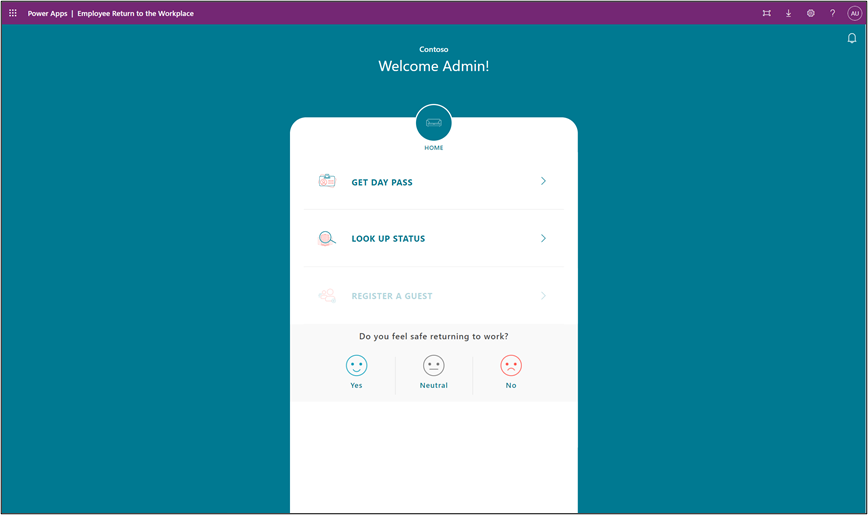 Power Apps | Employee Return to the Workplace
AU
Contoso
Welcome Admin!
HOME
GET DAY PASS
LOOK UP STATUS
REGISTER A GUEST
Do you feel safe returning to work?
Yes Neutral No